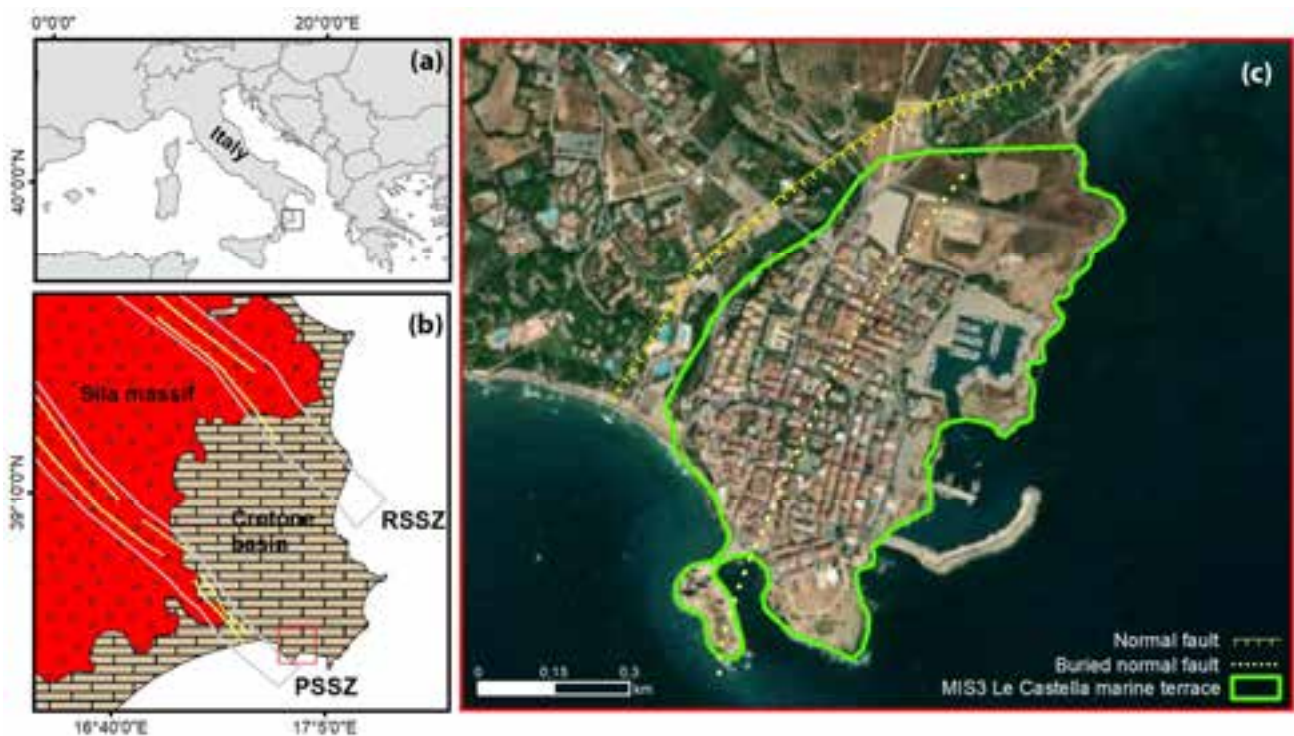 0°0'0"E
20°0'0"E
(a)
Italy
40°0'0"N
(b)
Sila massif
Crotone
basin
39°10'0"N
RSSZ
PSSZ
16°40'0"E
17°5'0"E
(c)
Normal fault
Buried normal fault
MIS3 Le Castella marine terrace
0
0,15
0,3
km